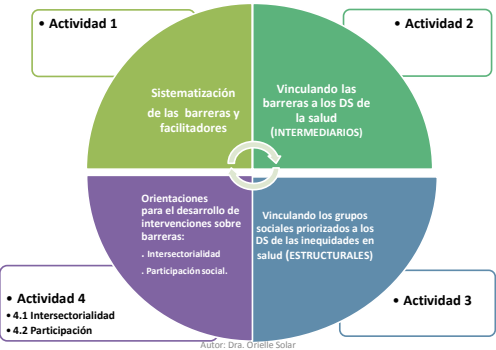 • Actividad 1
• Actividad 2
Sistematización
de las barreras y
facilitadores
Vinculando las
barreras a los DS de
la salud
(INTERMEDIARIOS)
Orientaciones
para el desarrollo de
intervenciones sobre
barreras:
. Intersectorialidad
. Participación social.
Vinculando los grupos
sociales priorizados a los
DS de las inequidades en
salud (ESTRUCTURALES)
• Actividad 4
• 4.1 Intersectorialidad
• 4.2 Participación
• Actividad 3
Autor: Dra. Orielle Solar